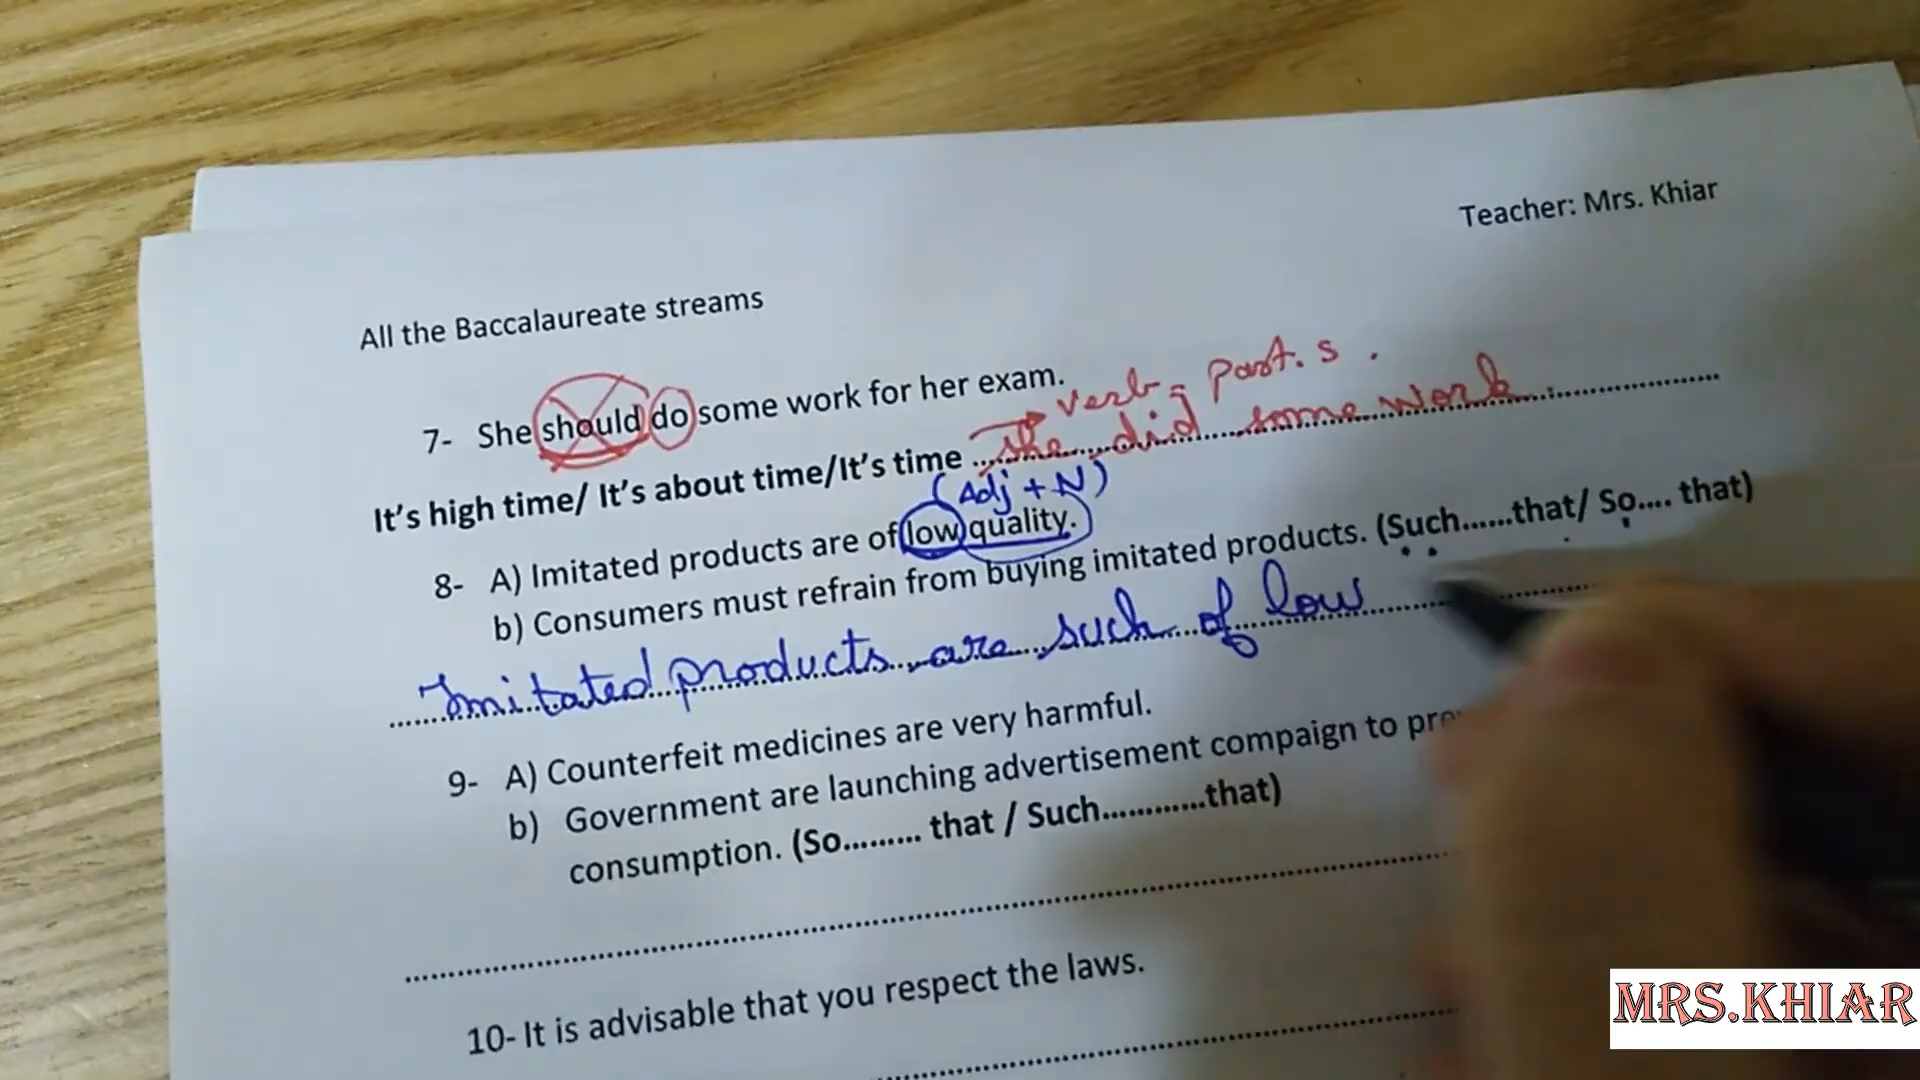 Teacher: Mrs. Khiar
All the Baccalaureate streams
verb - past. s .
7- She should do some work for her exam.
It's high time/ It's about time/It's time ........she did some work...............
(Adj + N)
8- A) Imitated products are of low quality.
b) Consumers must refrain from buying imitated products. (Such......that/ So.... that)
Imitated products are such of low
9- A) Counterfeit medicines are very harmful.
b) Government are launching advertisement compaign to
consumption. (So......... that / Such............that)
10- It is advisable that you respect the laws.
MRS.KHIAR